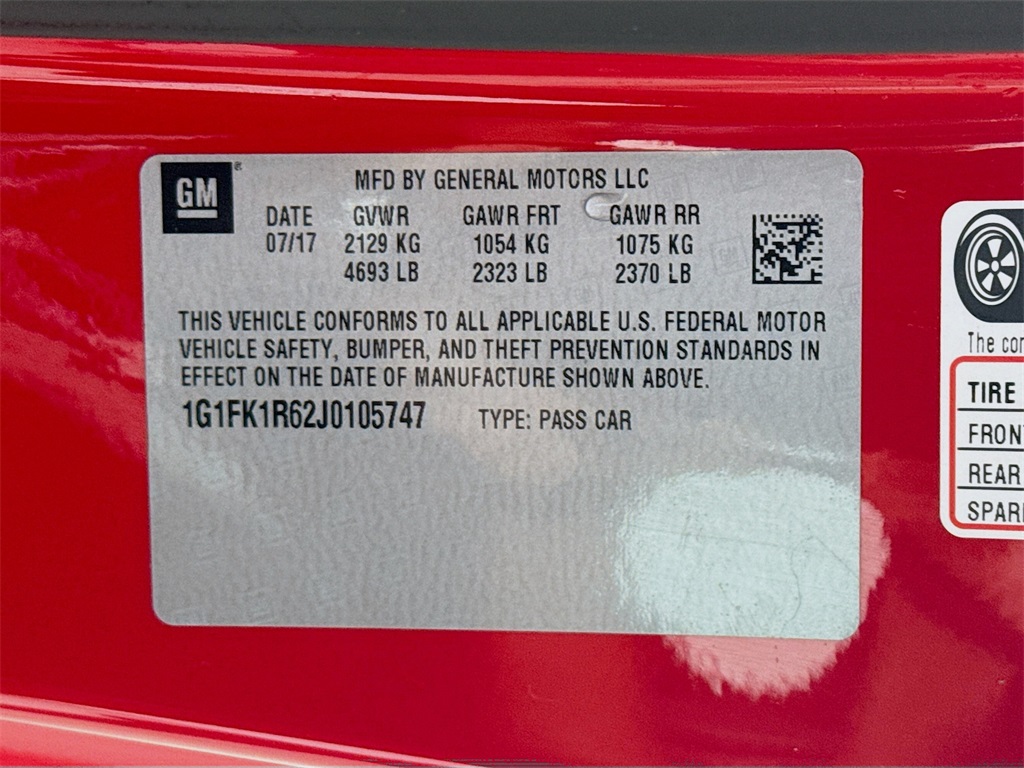 GM
®
MFD BY GENERAL MOTORS LLC
DATE GVWR GAWR FRT GAWR RR
07/17 2129 KG 1054 KG 1075 KG
4693 LB 2323 LB 2370 LB
THIS VEHICLE CONFORMS TO ALL APPLICABLE U.S. FEDERAL MOTOR
VEHICLE SAFETY, BUMPER, AND THEFT PREVENTION STANDARDS IN
EFFECT ON THE DATE OF MANUFACTURE SHOWN ABOVE.
1G1FK1R62J0105747 TYPE: PASS CAR
The
TIRE
REAR